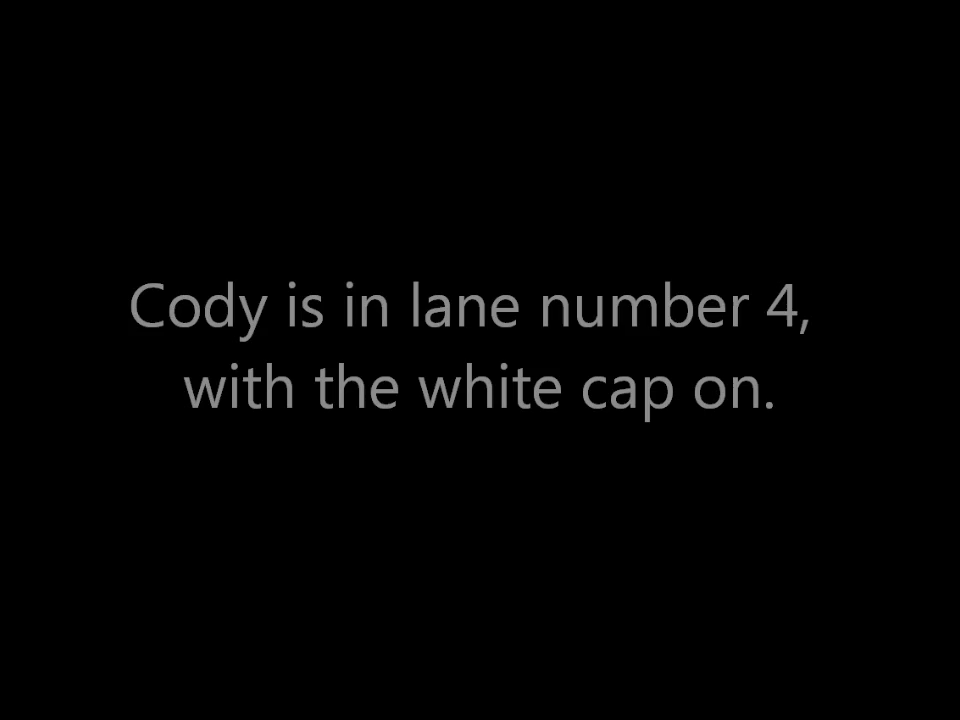 Cody is in lane number 4,
with the white cap on.